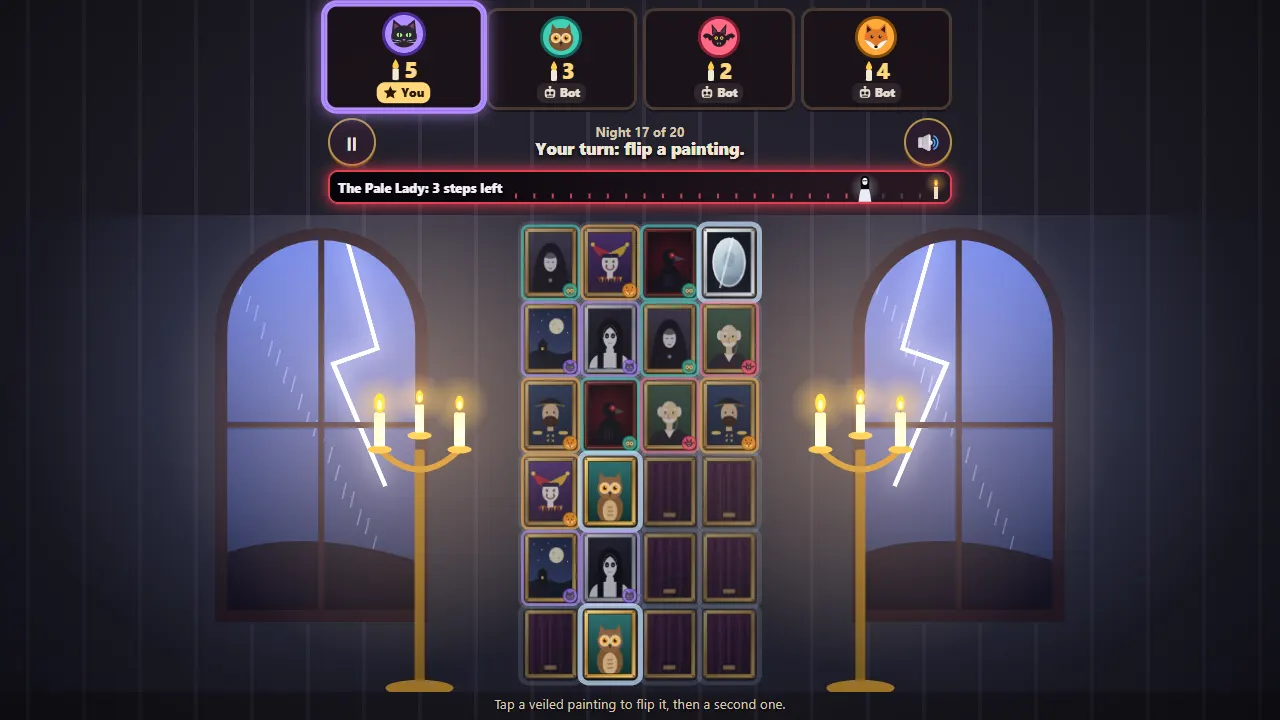 5
You
3
Bot
2
Bot
4
Bot
Night 17 of 20
Your turn: flip a painting.
The Pale Lady: 3 steps left
Tap a veiled painting to flip it, then a second one.